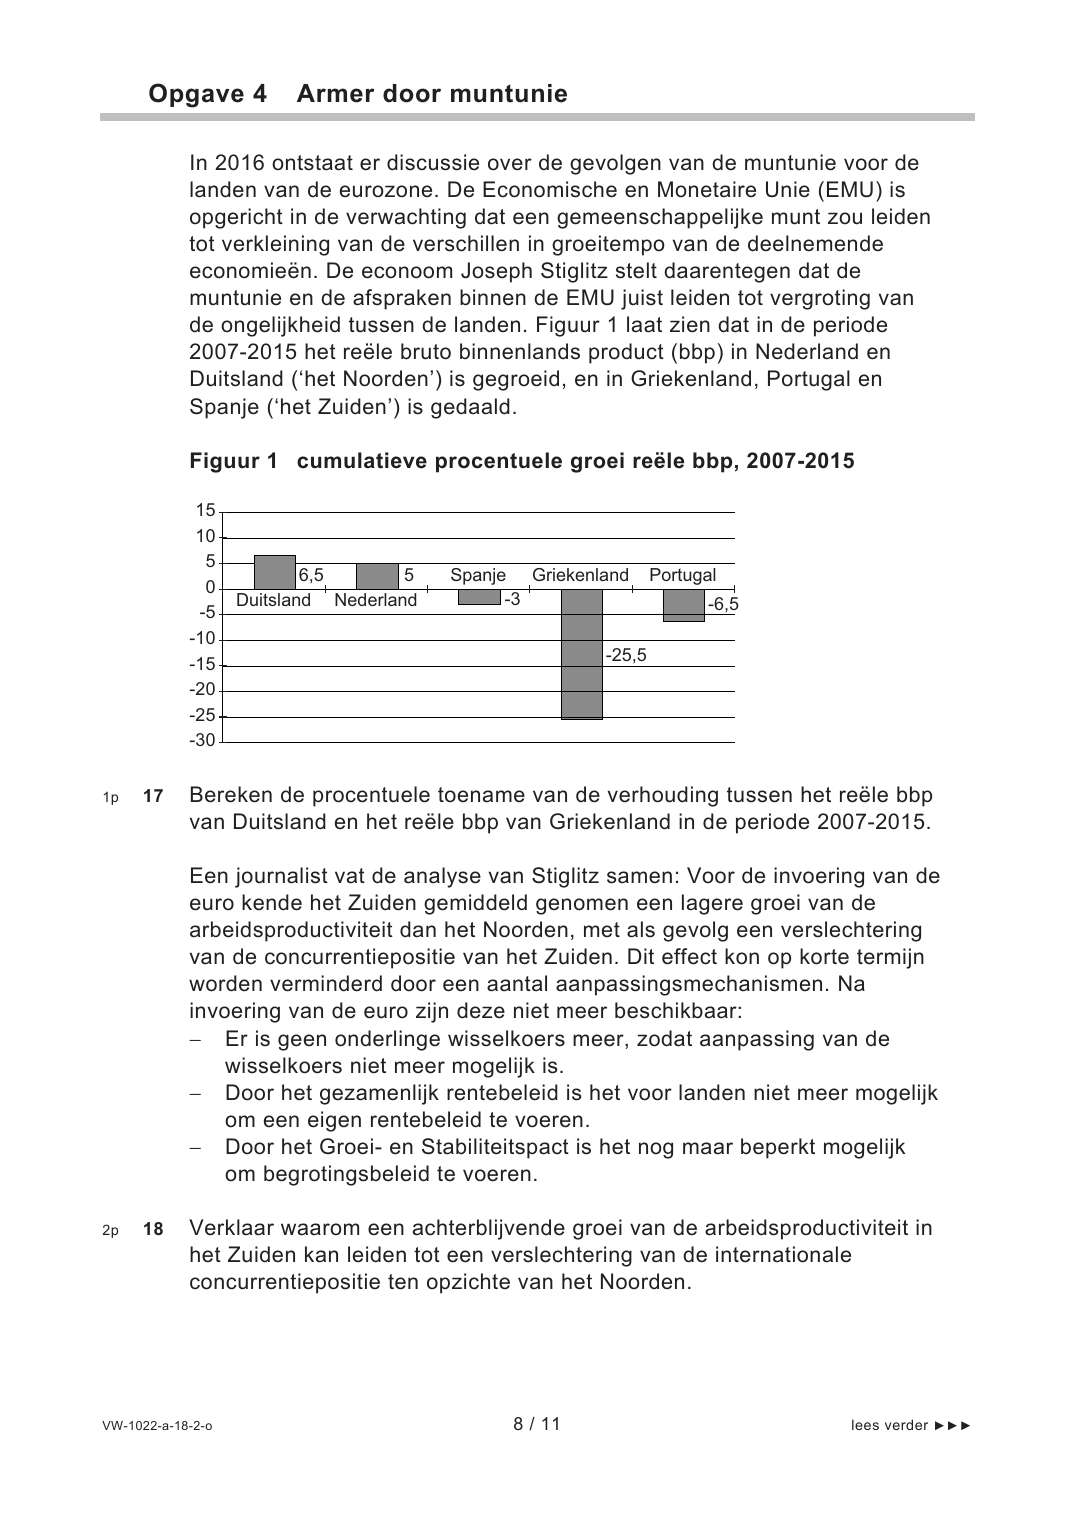 Opgave 4 Armer door muntunie
In 2016 ontstaat er discussie over de gevolgen van de muntunie voor de
landen van de eurozone. De Economische en Monetaire Unie (EMU) is
opgericht in de verwachting dat een gemeenschappelijke munt zou leiden
tot verkleining van de verschillen in groeitempo van de deelnemende
economieën. De econoom Joseph Stiglitz stelt daarentegen dat de
muntunie en de afspraken binnen de EMU juist leiden tot vergroting van
de ongelijkheid tussen de landen. Figuur 1 laat zien dat in de periode
2007-2015 het reële bruto binnenlands product (bbp) in Nederland en
Duitsland (‘het Noorden’) is gegroeid, en in Griekenland, Portugal en
Spanje (‘het Zuiden’) is gedaald.
Figuur 1 cumulatieve procentuele groei reële bbp, 2007-2015
15
10
5
6,5 5 Spanje Griekenland Portugal
0
Duitsland Nederland -3 -6,5
-5
-10
-15 -25,5
-20
-25
-30
1p 17 Bereken de procentuele toename van de verhouding tussen het reële bbp
van Duitsland en het reële bbp van Griekenland in de periode 2007-2015.
Een journalist vat de analyse van Stiglitz samen: Voor de invoering van de
euro kende het Zuiden gemiddeld genomen een lagere groei van de
arbeidsproductiviteit dan het Noorden, met als gevolg een verslechtering
van de concurrentiepositie van het Zuiden. Dit effect kon op korte termijn
worden verminderd door een aantal aanpassingsmechanismen. Na
invoering van de euro zijn deze niet meer beschikbaar:
– Er is geen onderlinge wisselkoers meer, zodat aanpassing van de
wisselkoers niet meer mogelijk is.
– Door het gezamenlijk rentebeleid is het voor landen niet meer mogelijk
om een eigen rentebeleid te voeren.
– Door het Groei- en Stabiliteitspact is het nog maar beperkt mogelijk
om begrotingsbeleid te voeren.
2p 18 Verklaar waarom een achterblijvende groei van de arbeidsproductiviteit in
het Zuiden kan leiden tot een verslechtering van de internationale
concurrentiepositie ten opzichte van het Noorden.
VW-1022-a-18-2-o 8 / 11 lees verder ►►►